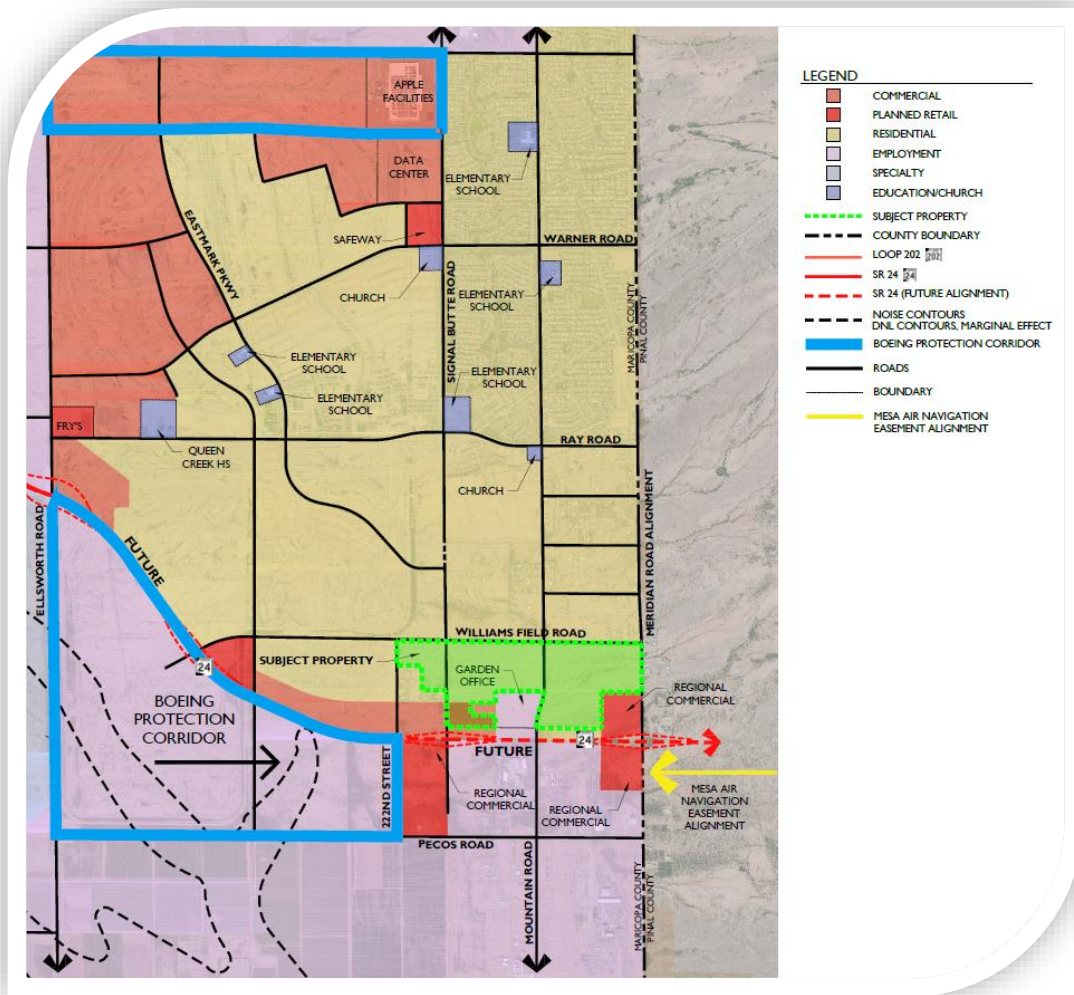 APPLE
FACILITIES
DATA
CENTER
ELEMENTARY
SCHOOL
EASTMARK PKWY
SAFEWAY
WARNER ROAD
CHURCH
SIGNAL BUTTE ROAD
ELEMENTARY
SCHOOL
MARICOPA COUNTY
PINAL COUNTY
ELEMENTARY
SCHOOL
ELEMENTARY
SCHOOL
ELEMENTARY
SCHOOL
FRY'S
QUEEN
CREEK HS
RAY ROAD
CHURCH
ELLSWORTH ROAD
FUTURE
MERIDIAN ROAD ALIGNMENT
WILLIAMS FIELD ROAD
SUBJECT PROPERTY
24
GARDEN
OFFICE
REGIONAL
COMMERCIAL
BOEING
PROTECTION
CORRIDOR
FUTURE
24
222ND STREET
REGIONAL
COMMERCIAL
REGIONAL
COMMERCIAL
MESA AIR
NAVIGATION
EASEMENT
ALIGNMENT
PECOS ROAD
MOUNTAIN ROAD
MARICOPA COUNTY
PINAL COUNTY
LEGEND
COMMERCIAL
PLANNED RETAIL
RESIDENTIAL
EMPLOYMENT
SPECIALTY
EDUCATION/CHURCH
SUBJECT PROPERTY
COUNTY BOUNDARY
LOOP 202 202
SR 24 24
SR 24 (FUTURE ALIGNMENT)
NOISE CONTOURS
DNL CONTOURS, MARGINAL EFFECT
BOEING PROTECTION CORRIDOR
ROADS
BOUNDARY
MESA AIR NAVIGATION
EASEMENT ALIGNMENT